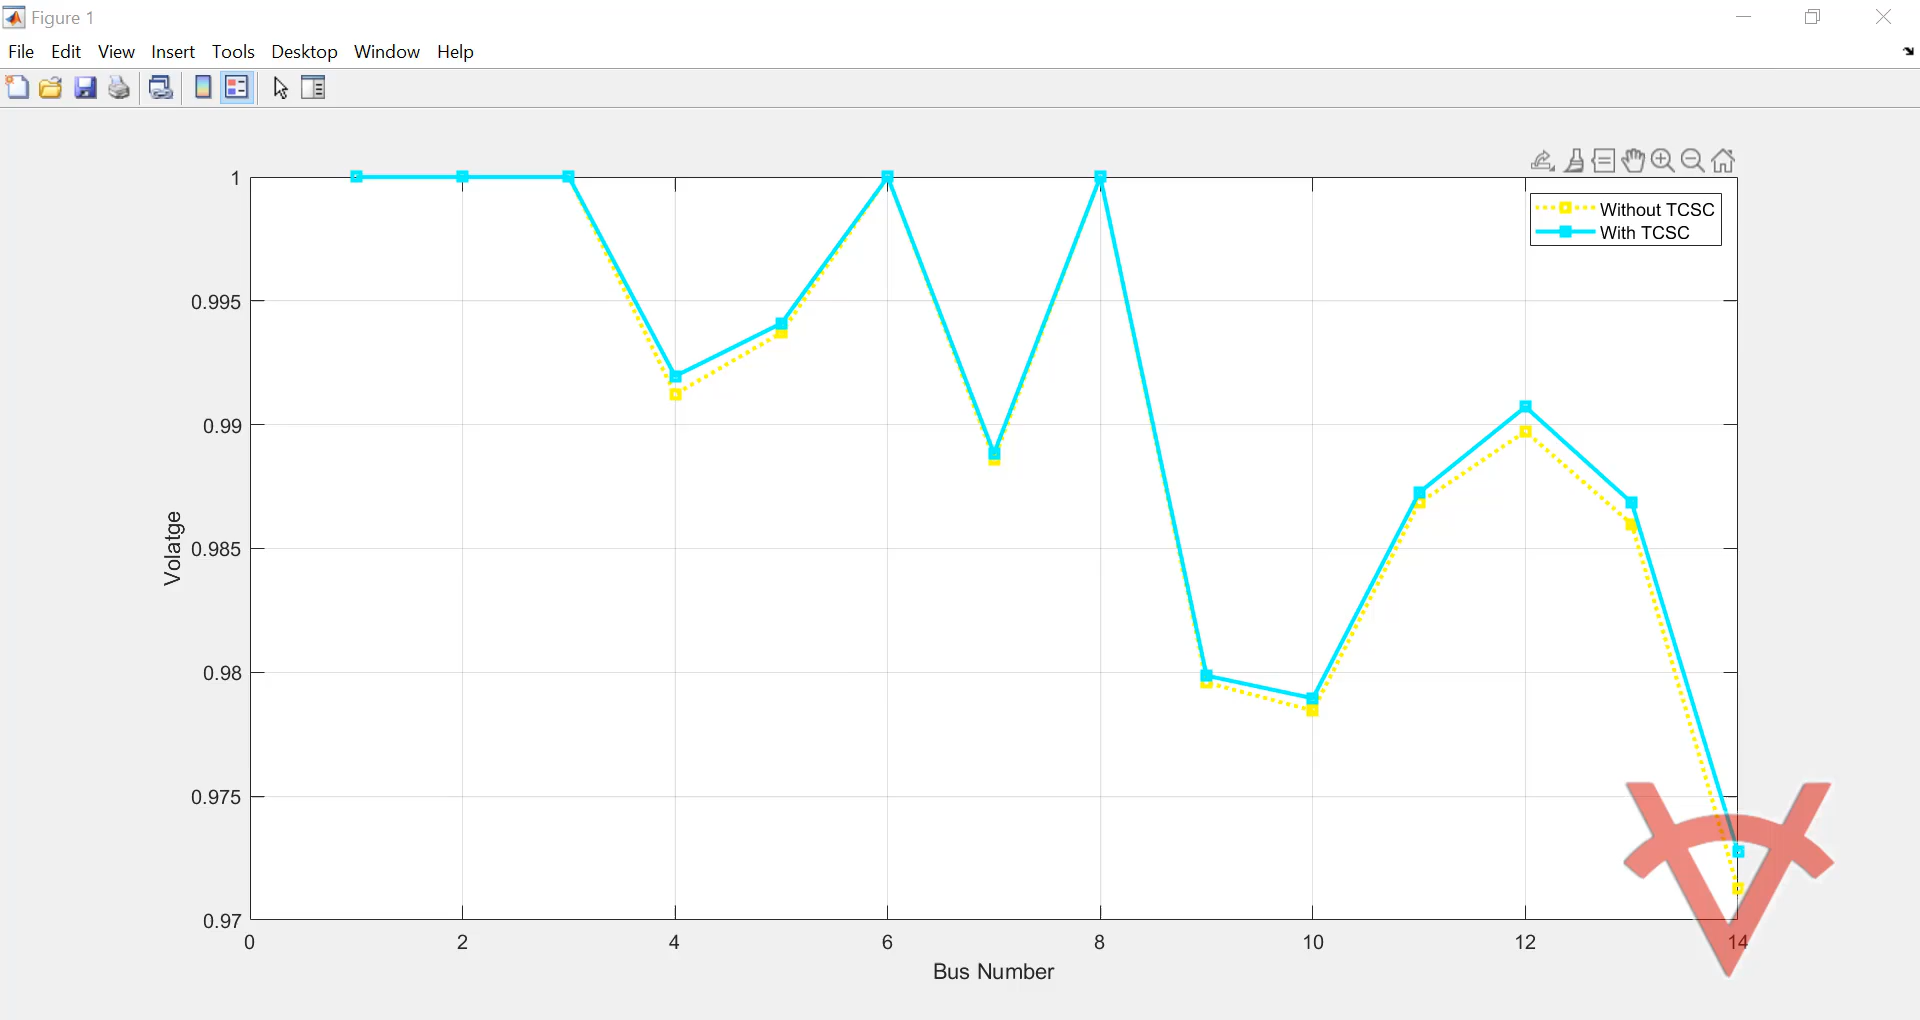 Figure 1
File Edit View Insert Tools Desktop Window Help
Without TCSC
With TCSC
1
0.995
0.99
0.985
0.98
0.975
0.97
Volatge
0 2 4 6 8 10 12 14
Bus Number